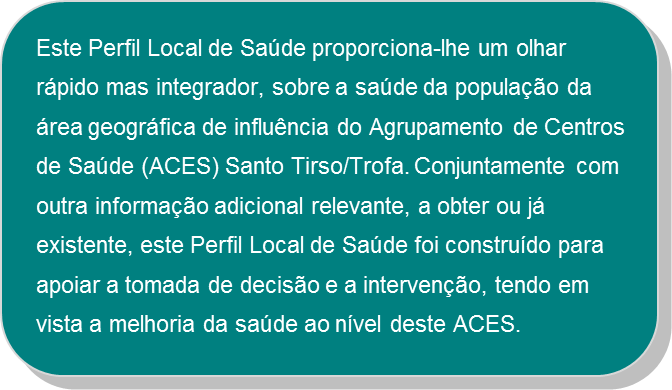 Este Perfil Local de Saúde proporciona-lhe um olhar
rápido mas integrador, sobre a saúde da população da
área geográfica de influência do Agrupamento de Centros
de Saúde (ACES) Santo Tirso/Trofa. Conjuntamente com
outra informação adicional relevante, a obter ou já
existente, este Perfil Local de Saúde foi construído para
apoiar a tomada de decisão e a intervenção, tendo em
vista a melhoria da saúde ao nível deste ACES.